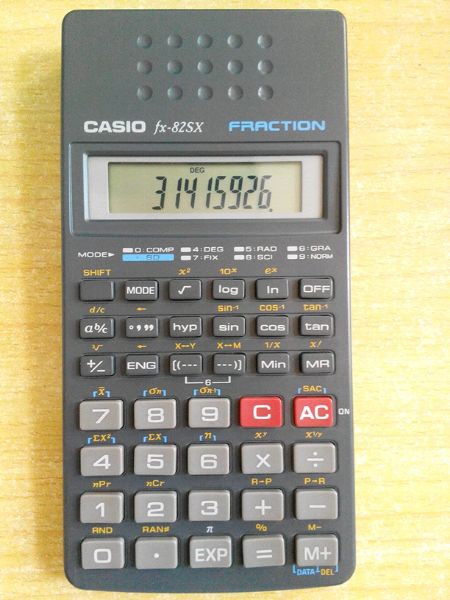 CASIO fx-82SX FRACTION
DEG
31415926.
MODE▶ 0:COMP 4:DEG 5:RAD 6:GRA
SD 7:FIX 8:SCI 9:NORM
SHIFT x² 10ˣ eˣ
MODE √ log ln OFF
d/c ← sin⁻¹ cos⁻¹ tan⁻¹
a b/c ° ’ ” hyp sin cos tan
³√ ← X↔Y X↔M 1/X x!
+/− ENG [(--- ---)] Min MR
6
x̄ σn σn-1 SAC
7 8 9 C AC ON
Σx² Σx n xʸ x¹/ʸ
4 5 6 × ÷
nPr nCr R→P P→R
1 2 3 + −
RND RAN# π % M−
0 · EXP = M+
DATA DEL